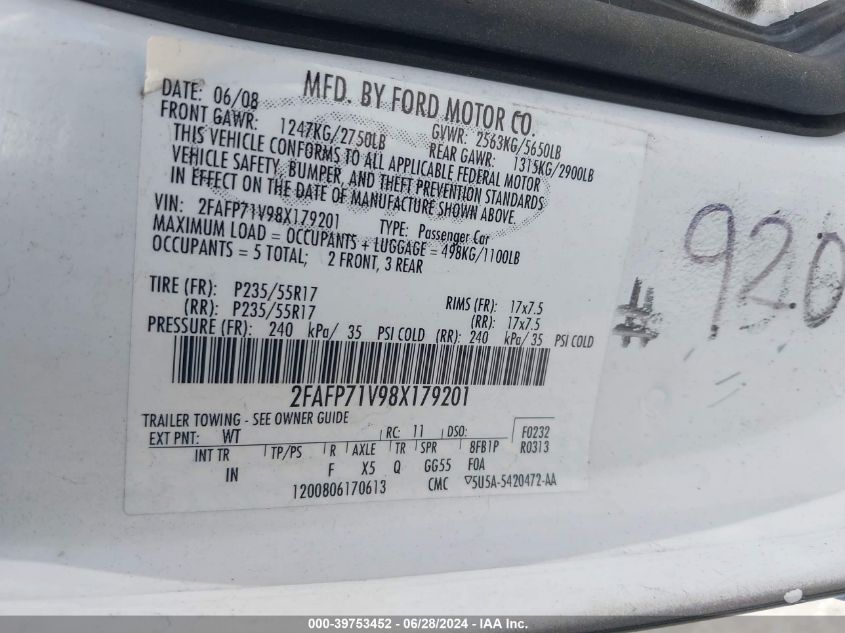 MFD. BY FORD MOTOR CO.
DATE: 06/08 GVWR: 2563KG/5650LB
FRONT GAWR: 1247KG/2750LB REAR GAWR: 1315KG/2900LB
THIS VEHICLE CONFORMS TO ALL APPLICABLE FEDERAL MOTOR
VEHICLE SAFETY, BUMPER, AND THEFT PREVENTION STANDARDS
IN EFFECT ON THE DATE OF MANUFACTURE SHOWN ABOVE.
VIN: 2FAFP71V98X179201 TYPE: Passenger Car
MAXIMUM LOAD = OCCUPANTS + LUGGAGE = 498KG/1100LB
OCCUPANTS = 5 TOTAL; 2 FRONT, 3 REAR
TIRE (FR): P235/55R17 RIMS (FR): 17x7.5
(RR): P235/55R17 (RR): 17x7.5
PRESSURE (FR): 240 kPa/ 35 PSI COLD (RR): 240 kPa/ 35 PSI COLD
2FAFP71V98X179201
TRAILER TOWING - SEE OWNER GUIDE
EXT PNT: WT RC: 11 DSO: F0232
INT TR TP/PS R AXLE TR SPR 8FB1P R0313
IN F X5 Q GG55 F0A
1200806170613 CMC ▽5U5A-5420472-AA
# 920
000-39753452 - 06/28/2024 - IAA, Inc.